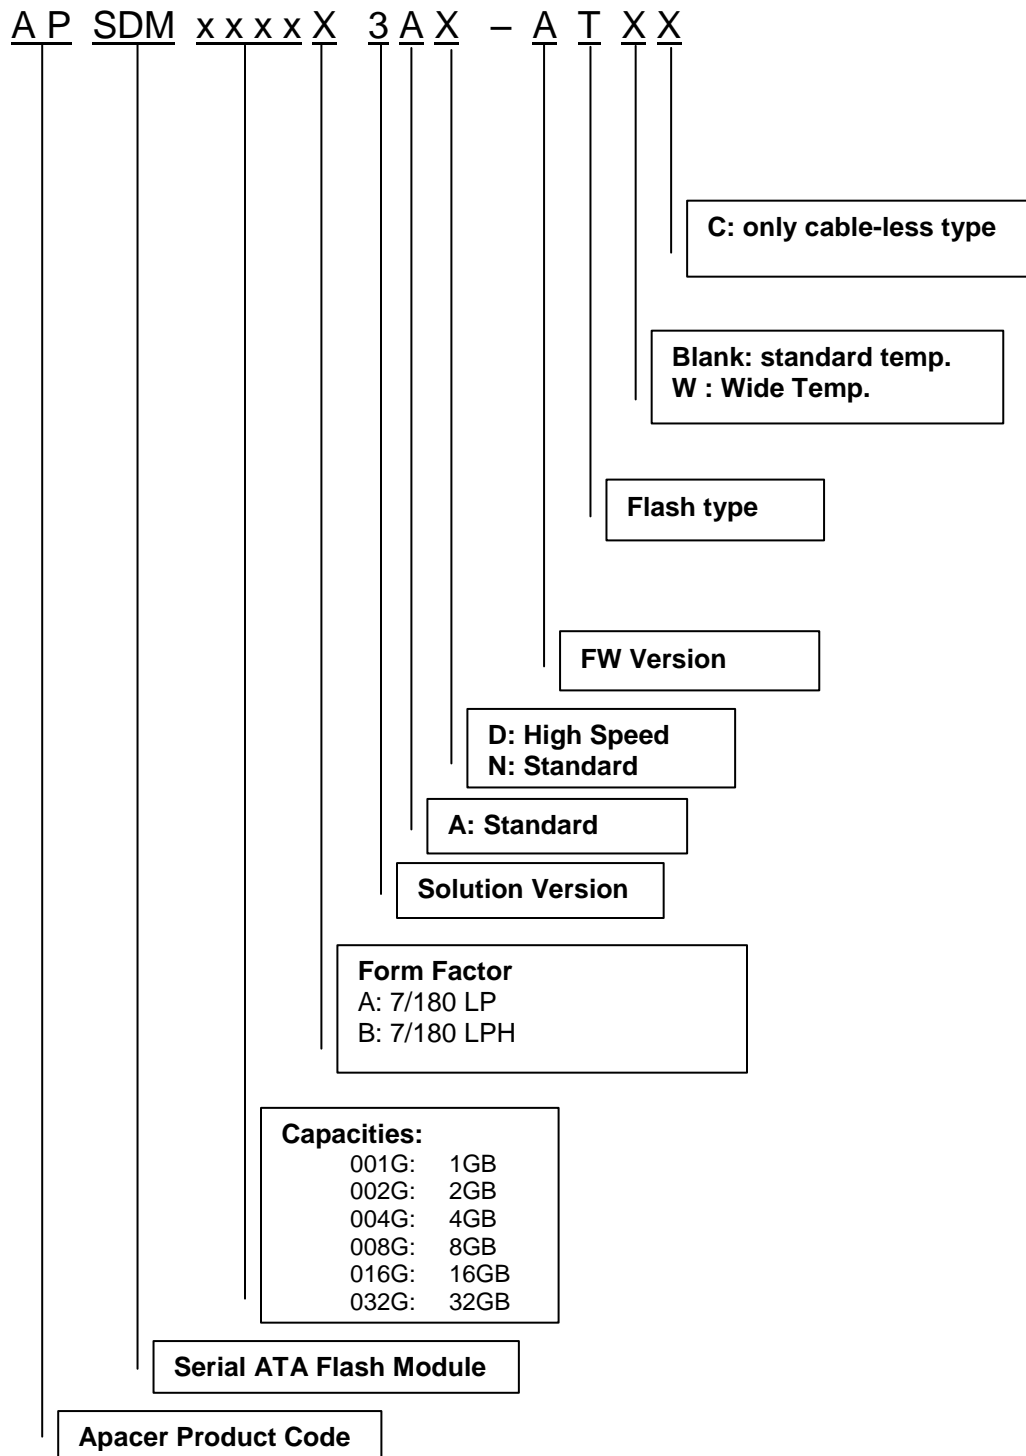 A P SDM x x x x X 3 A X – A T X X
C: only cable-less type
Blank: standard temp.
W : Wide Temp.
Flash type
FW Version
D: High Speed
N: Standard
A: Standard
Solution Version
Form Factor
A: 7/180 LP
B: 7/180 LPH
Capacities:
001G: 1GB
002G: 2GB
004G: 4GB
008G: 8GB
016G: 16GB
032G: 32GB
Serial ATA Flash Module
Apacer Product Code